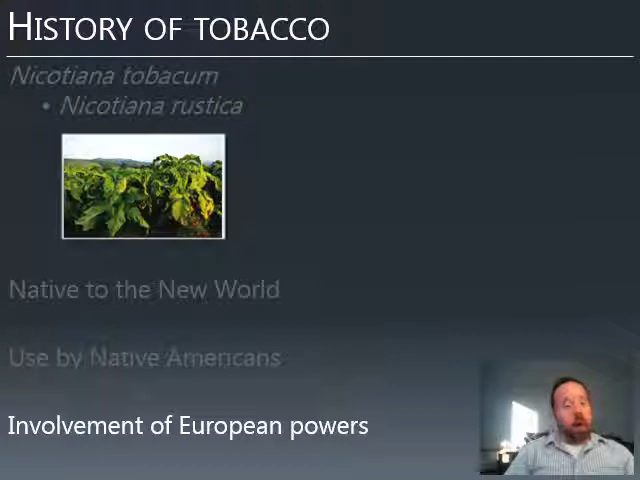 HISTORY OF TOBACCO
Nicotiana tobacum
• Nicotiana rustica
Native to the New World
Use by Native Americans
Involvement of European powers